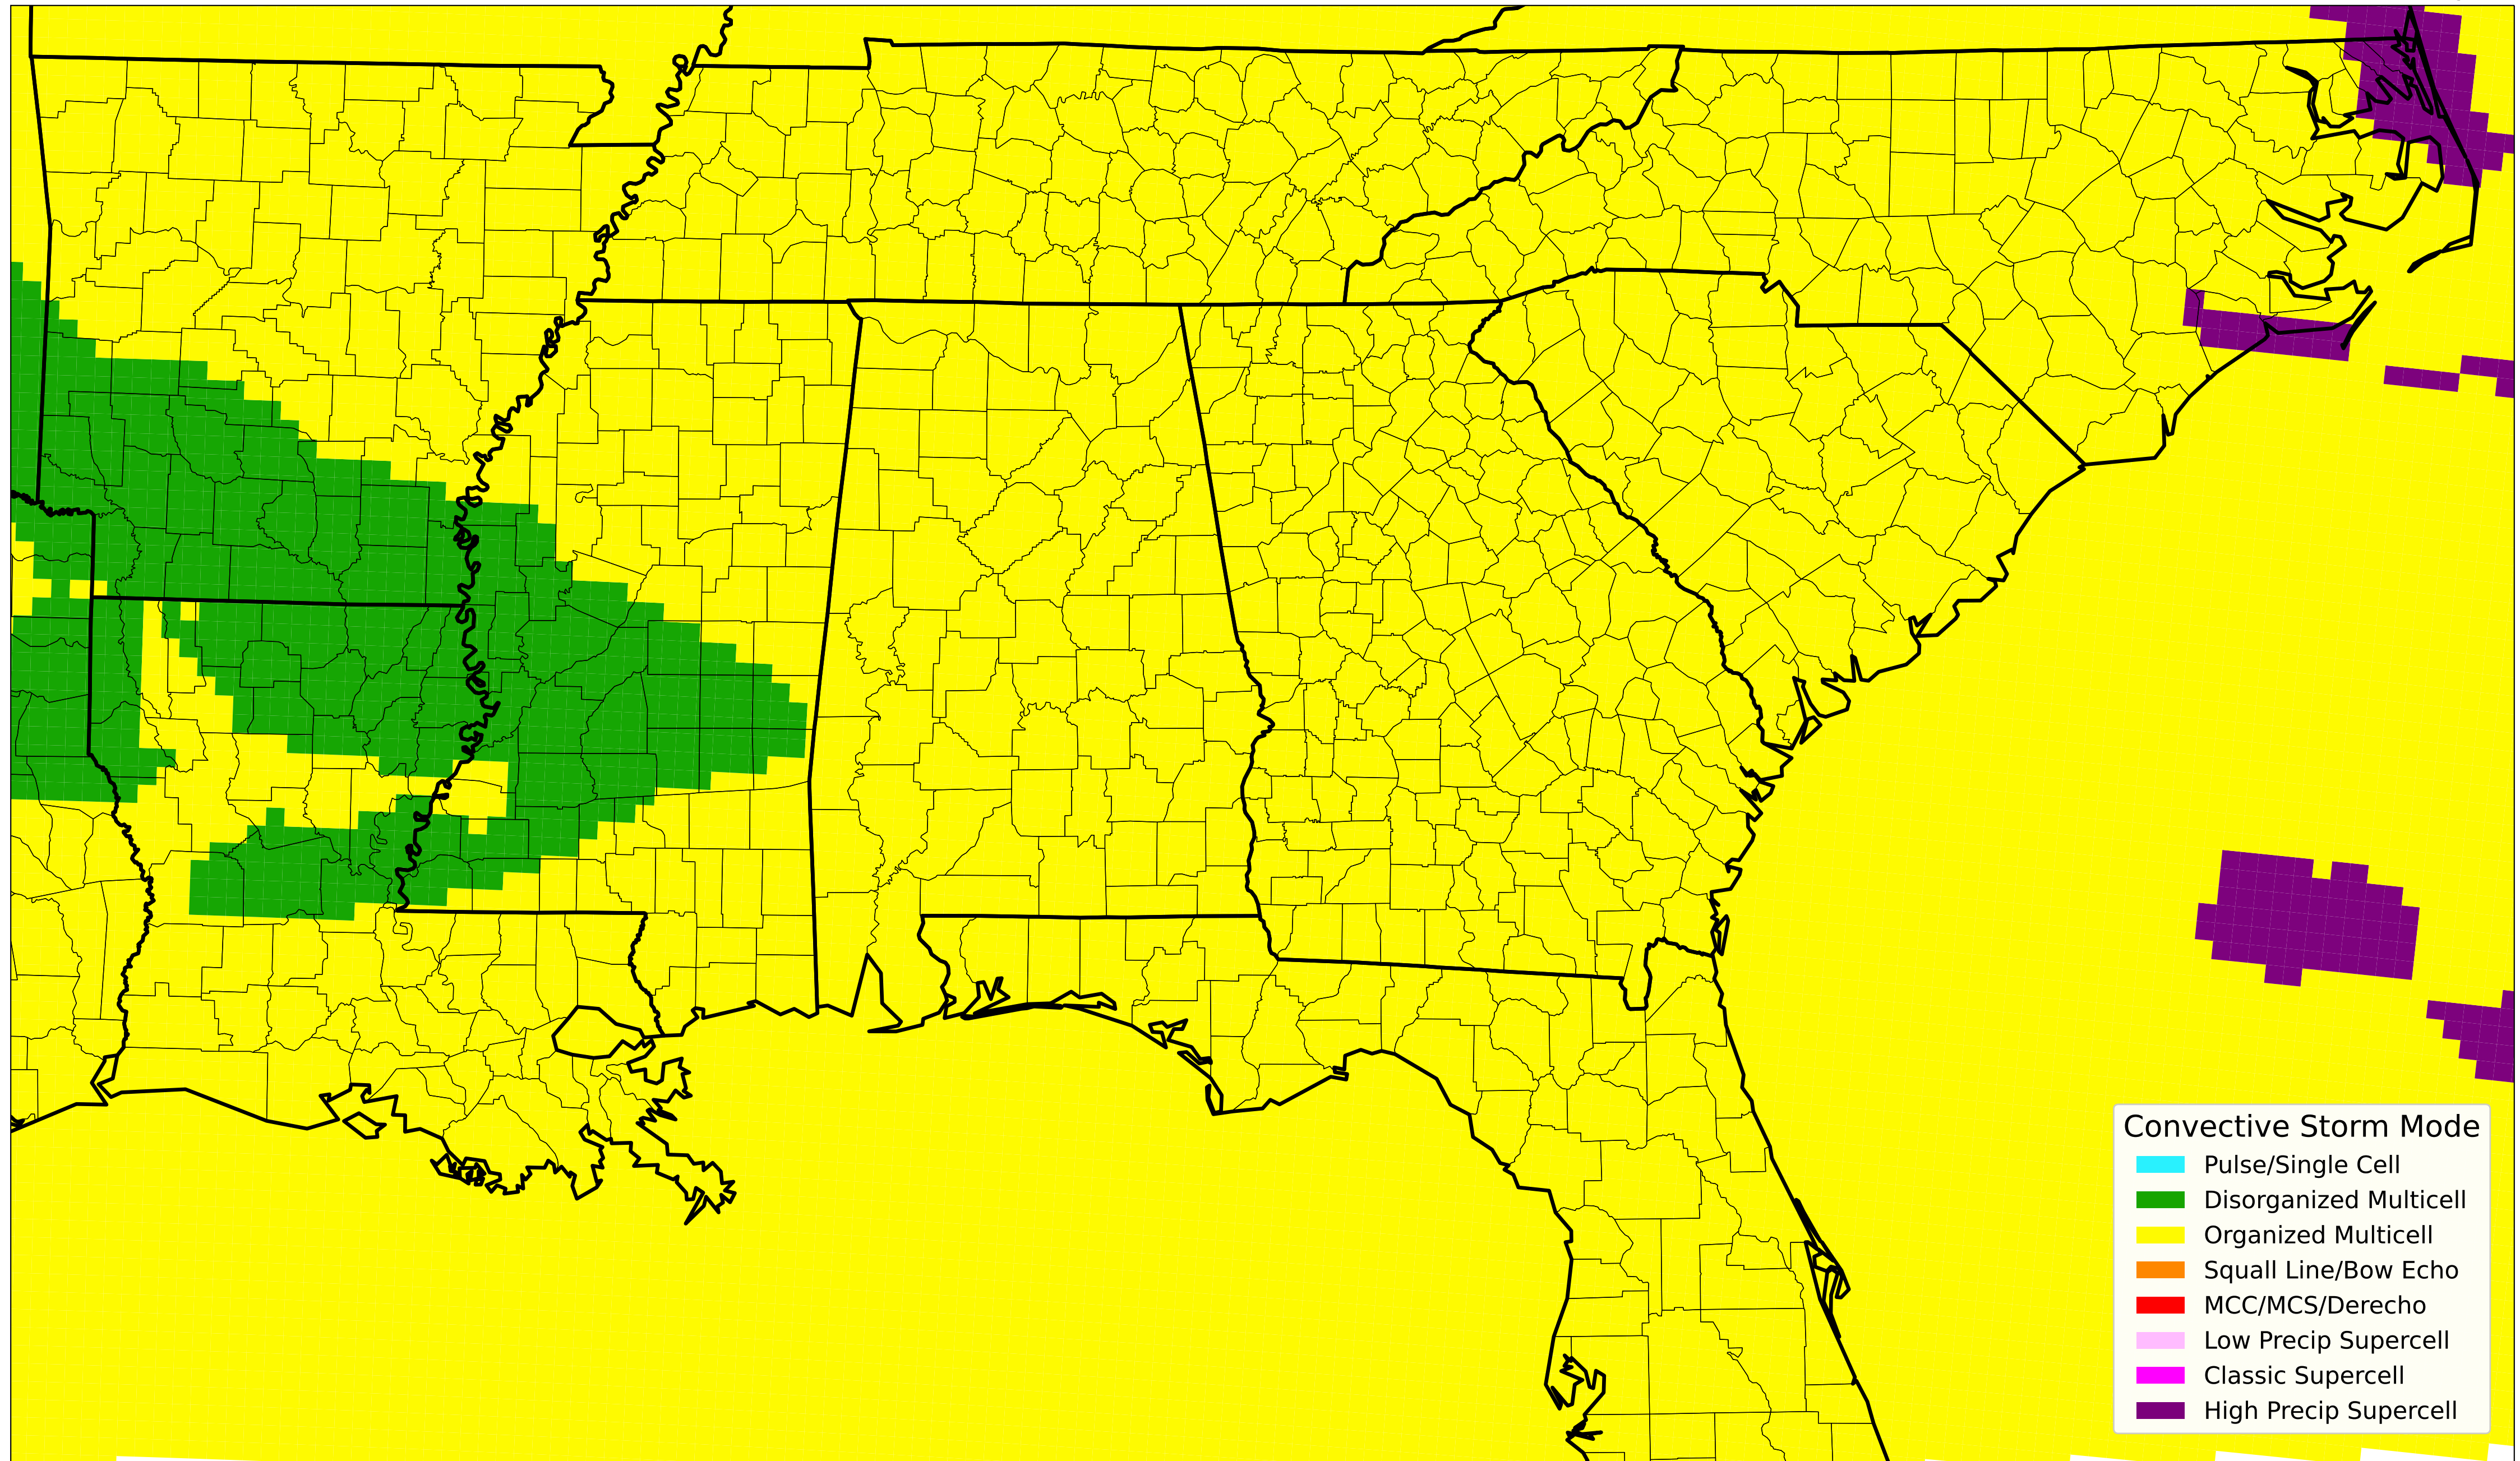 Convective Storm Mode
Pulse/Single Cell
Disorganized Multicell
Organized Multicell
Squall Line/Bow Echo
MCC/MCS/Derecho
Low Precip Supercell
Classic Supercell
High Precip Supercell